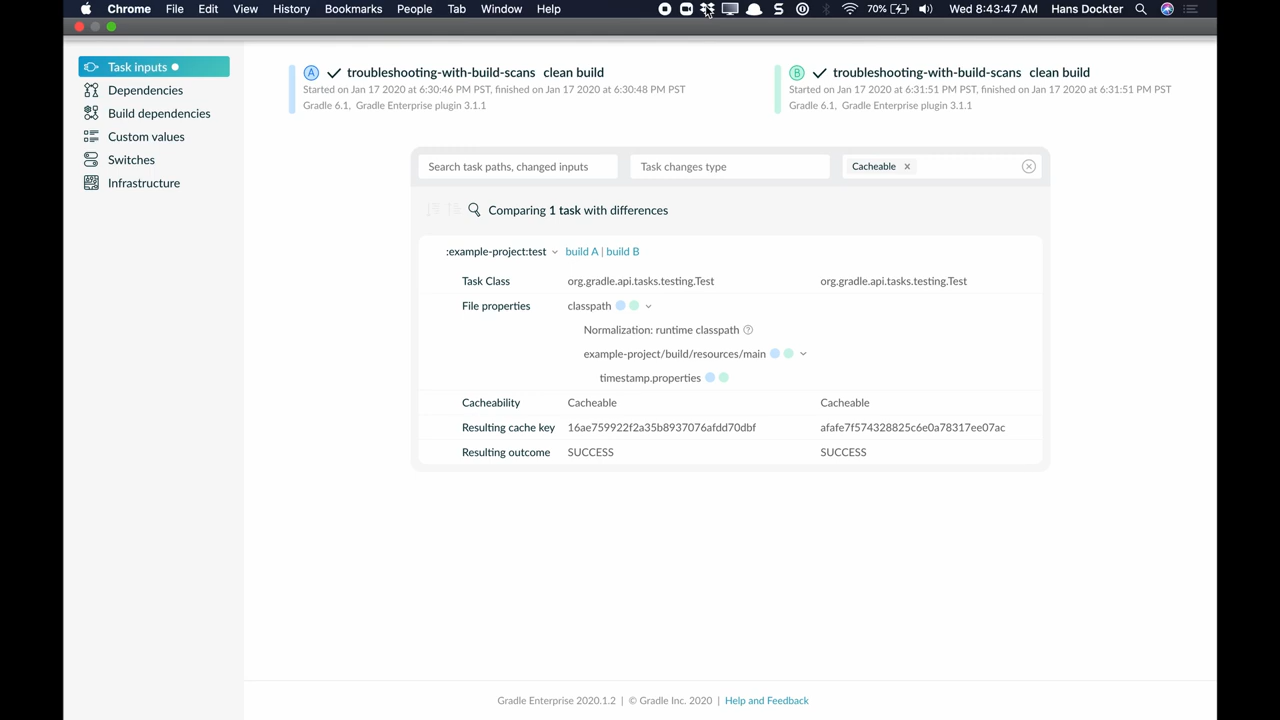 Chrome File Edit View History Bookmarks People Tab Window Help 70% Wed 8:43:47 AM Hans Dockter
Task inputs
Dependencies
Build dependencies
Custom values
Switches
Infrastructure
A troubleshooting-with-build-scans clean build
Started on Jan 17 2020 at 6:30:46 PM PST, finished on Jan 17 2020 at 6:30:48 PM PST
Gradle 6.1, Gradle Enterprise plugin 3.1.1
B troubleshooting-with-build-scans clean build
Started on Jan 17 2020 at 6:31:51 PM PST, finished on Jan 17 2020 at 6:31:51 PM PST
Gradle 6.1, Gradle Enterprise plugin 3.1.1
Search task paths, changed inputs Task changes type Cacheable ×
Comparing 1 task with differences
:example-project:test build A | build B
Task Class org.gradle.api.tasks.testing.Test org.gradle.api.tasks.testing.Test
File properties classpath
Normalization: runtime classpath ?
example-project/build/resources/main
timestamp.properties
Cacheability Cacheable Cacheable
Resulting cache key 16ae759922f2a35b8937076afdd70dbf afafe7f574328825c6e0a78317ee07ac
Resulting outcome SUCCESS SUCCESS
Gradle Enterprise 2020.1.2 | © Gradle Inc. 2020 | Help and Feedback